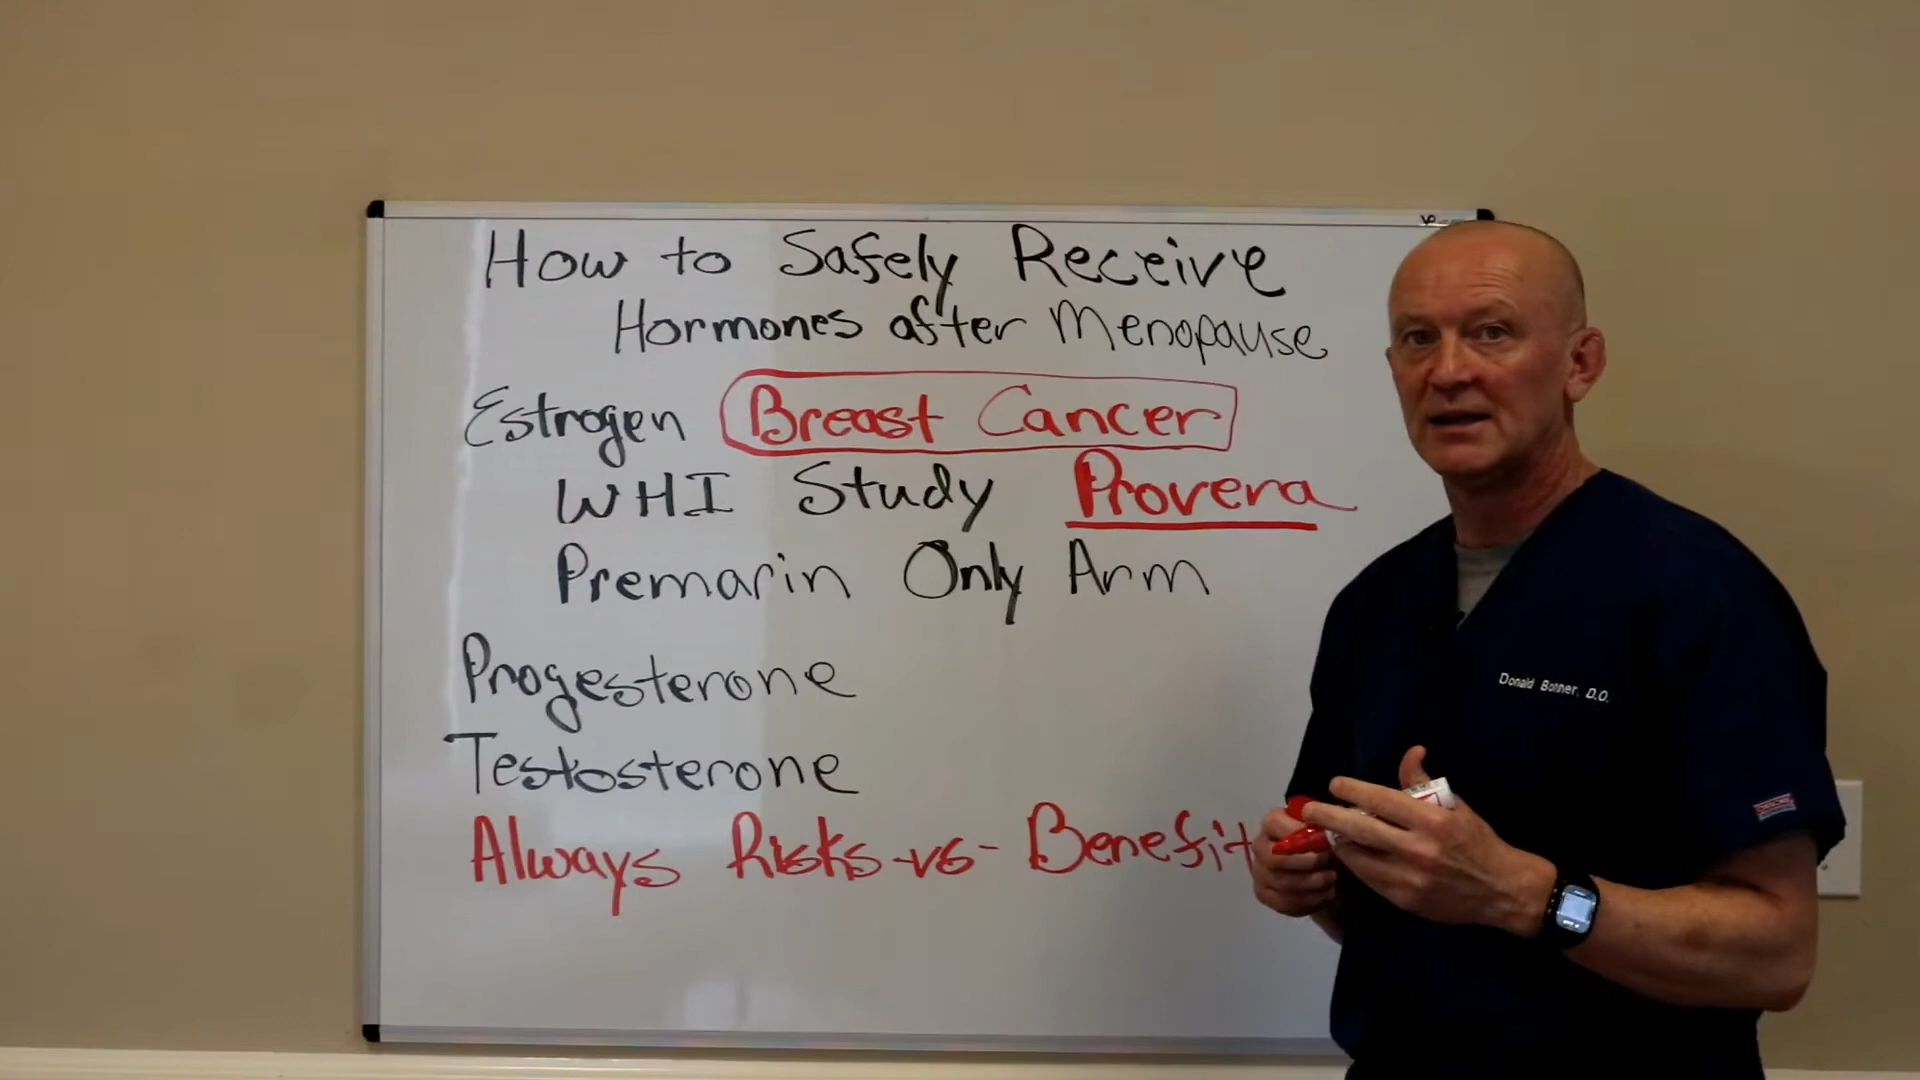 How to Safely Receive
Hormones after Menopause
Estrogen Breast Cancer
WHI Study Provera
Premarin Only Arm
Progesterone
Testosterone
Always Risks -vs- Benefit
Donald Bonner, D.O.